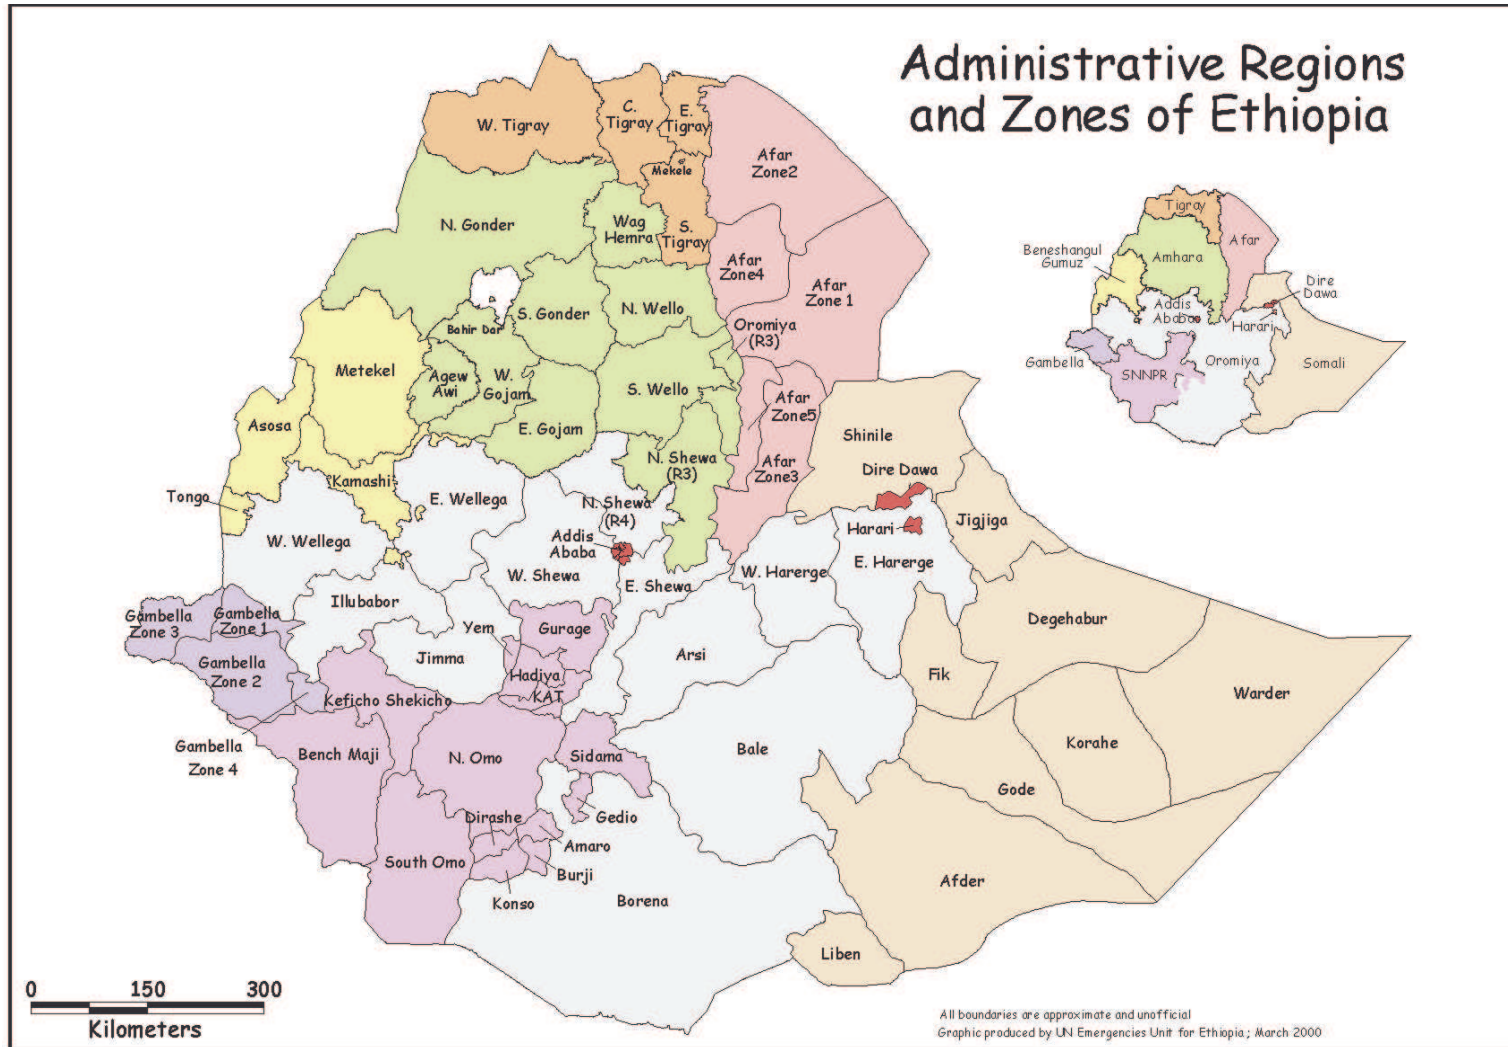 Administrative Regions
and Zones of Ethiopia
W. Tigray
C.
Tigray
E.
Tigray
Mekele
S.
Tigray
Afar
Zone2
N. Gonder
Wag
Hemra
Afar
Zone4
Afar
Zone 1
S. Gonder
N. Wello
Oromiya
(R3)
Bahir Dar
Metekel
Agew
Awi
W.
Gojam
S. Wello
Afar
Zone5
E. Gojam
Asosa
N. Shewa
(R3)
Afar
Zone3
Shinile
Dire Dawa
Kamashi
Tongo
E. Wellega
N. Shewa
(R4)
Harari
Jigjiga
W. Wellega
Addis
Ababa
W. Shewa
E. Shewa
W. Harerge
E. Harerge
Illubabor
Gambella
Zone 3
Gambella
Zone 1
Yem
Gurage
Degehabur
Jimma
Arsi
Gambella
Zone 2
Hadiya
KAT
Fik
Keficho Shekicho
Warder
Gambella
Zone 4
Bench Maji
N. Omo
Sidama
Bale
Korahe
Gode
Dirashe
Gedio
Amaro
South Omo
Burji
Konso
Borena
Afder
Liben
Tigray
Afar
Beneshangul
Gumuz
Amhara
Dire
Dawa
Addis
Ababa
Harari
Gambella
SNNPR
Oromiya
Somali
0 150 300
Kilometers
All boundaries are approximate and unofficial
Graphic produced by UN Emergencies Unit for Ethiopia; March 2000